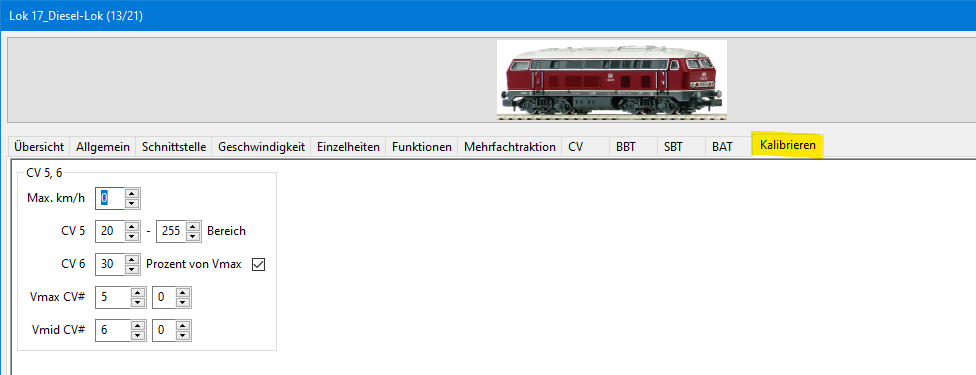 Lok 17_Diesel-Lok (13/21)
Übersicht Allgemein Schnittstelle Geschwindigkeit Einzelheiten Funktionen Mehrfachtraktion CV BBT SBT BAT Kalibrieren
CV 5, 6
Max. km/h 0
CV 5 20 - 255 Bereich
CV 6 30 Prozent von Vmax
Vmax CV# 5 0
Vmid CV# 6 0